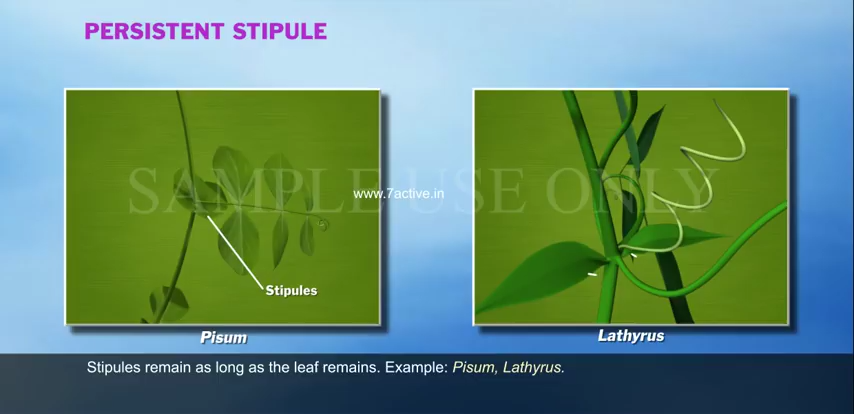 PERSISTENT STIPULE
SAMPLE USE ONLY
www.7active.in
Stipules
Pisum
Lathyrus
Stipules remain as long as the leaf remains. Example: Pisum, Lathyrus.